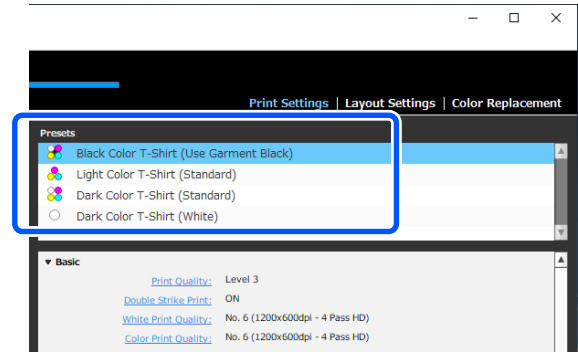 Print Settings | Layout Settings | Color Replacement
Presets
Black Color T-Shirt (Use Garment Black)
Light Color T-Shirt (Standard)
Dark Color T-Shirt (Standard)
Dark Color T-Shirt (White)
▼ Basic
Print Quality: Level 3
Double Strike Print: ON
White Print Quality: No. 6 (1200x600dpi - 4 Pass HD)
Color Print Quality: No. 6 (1200x600dpi - 4 Pass HD)